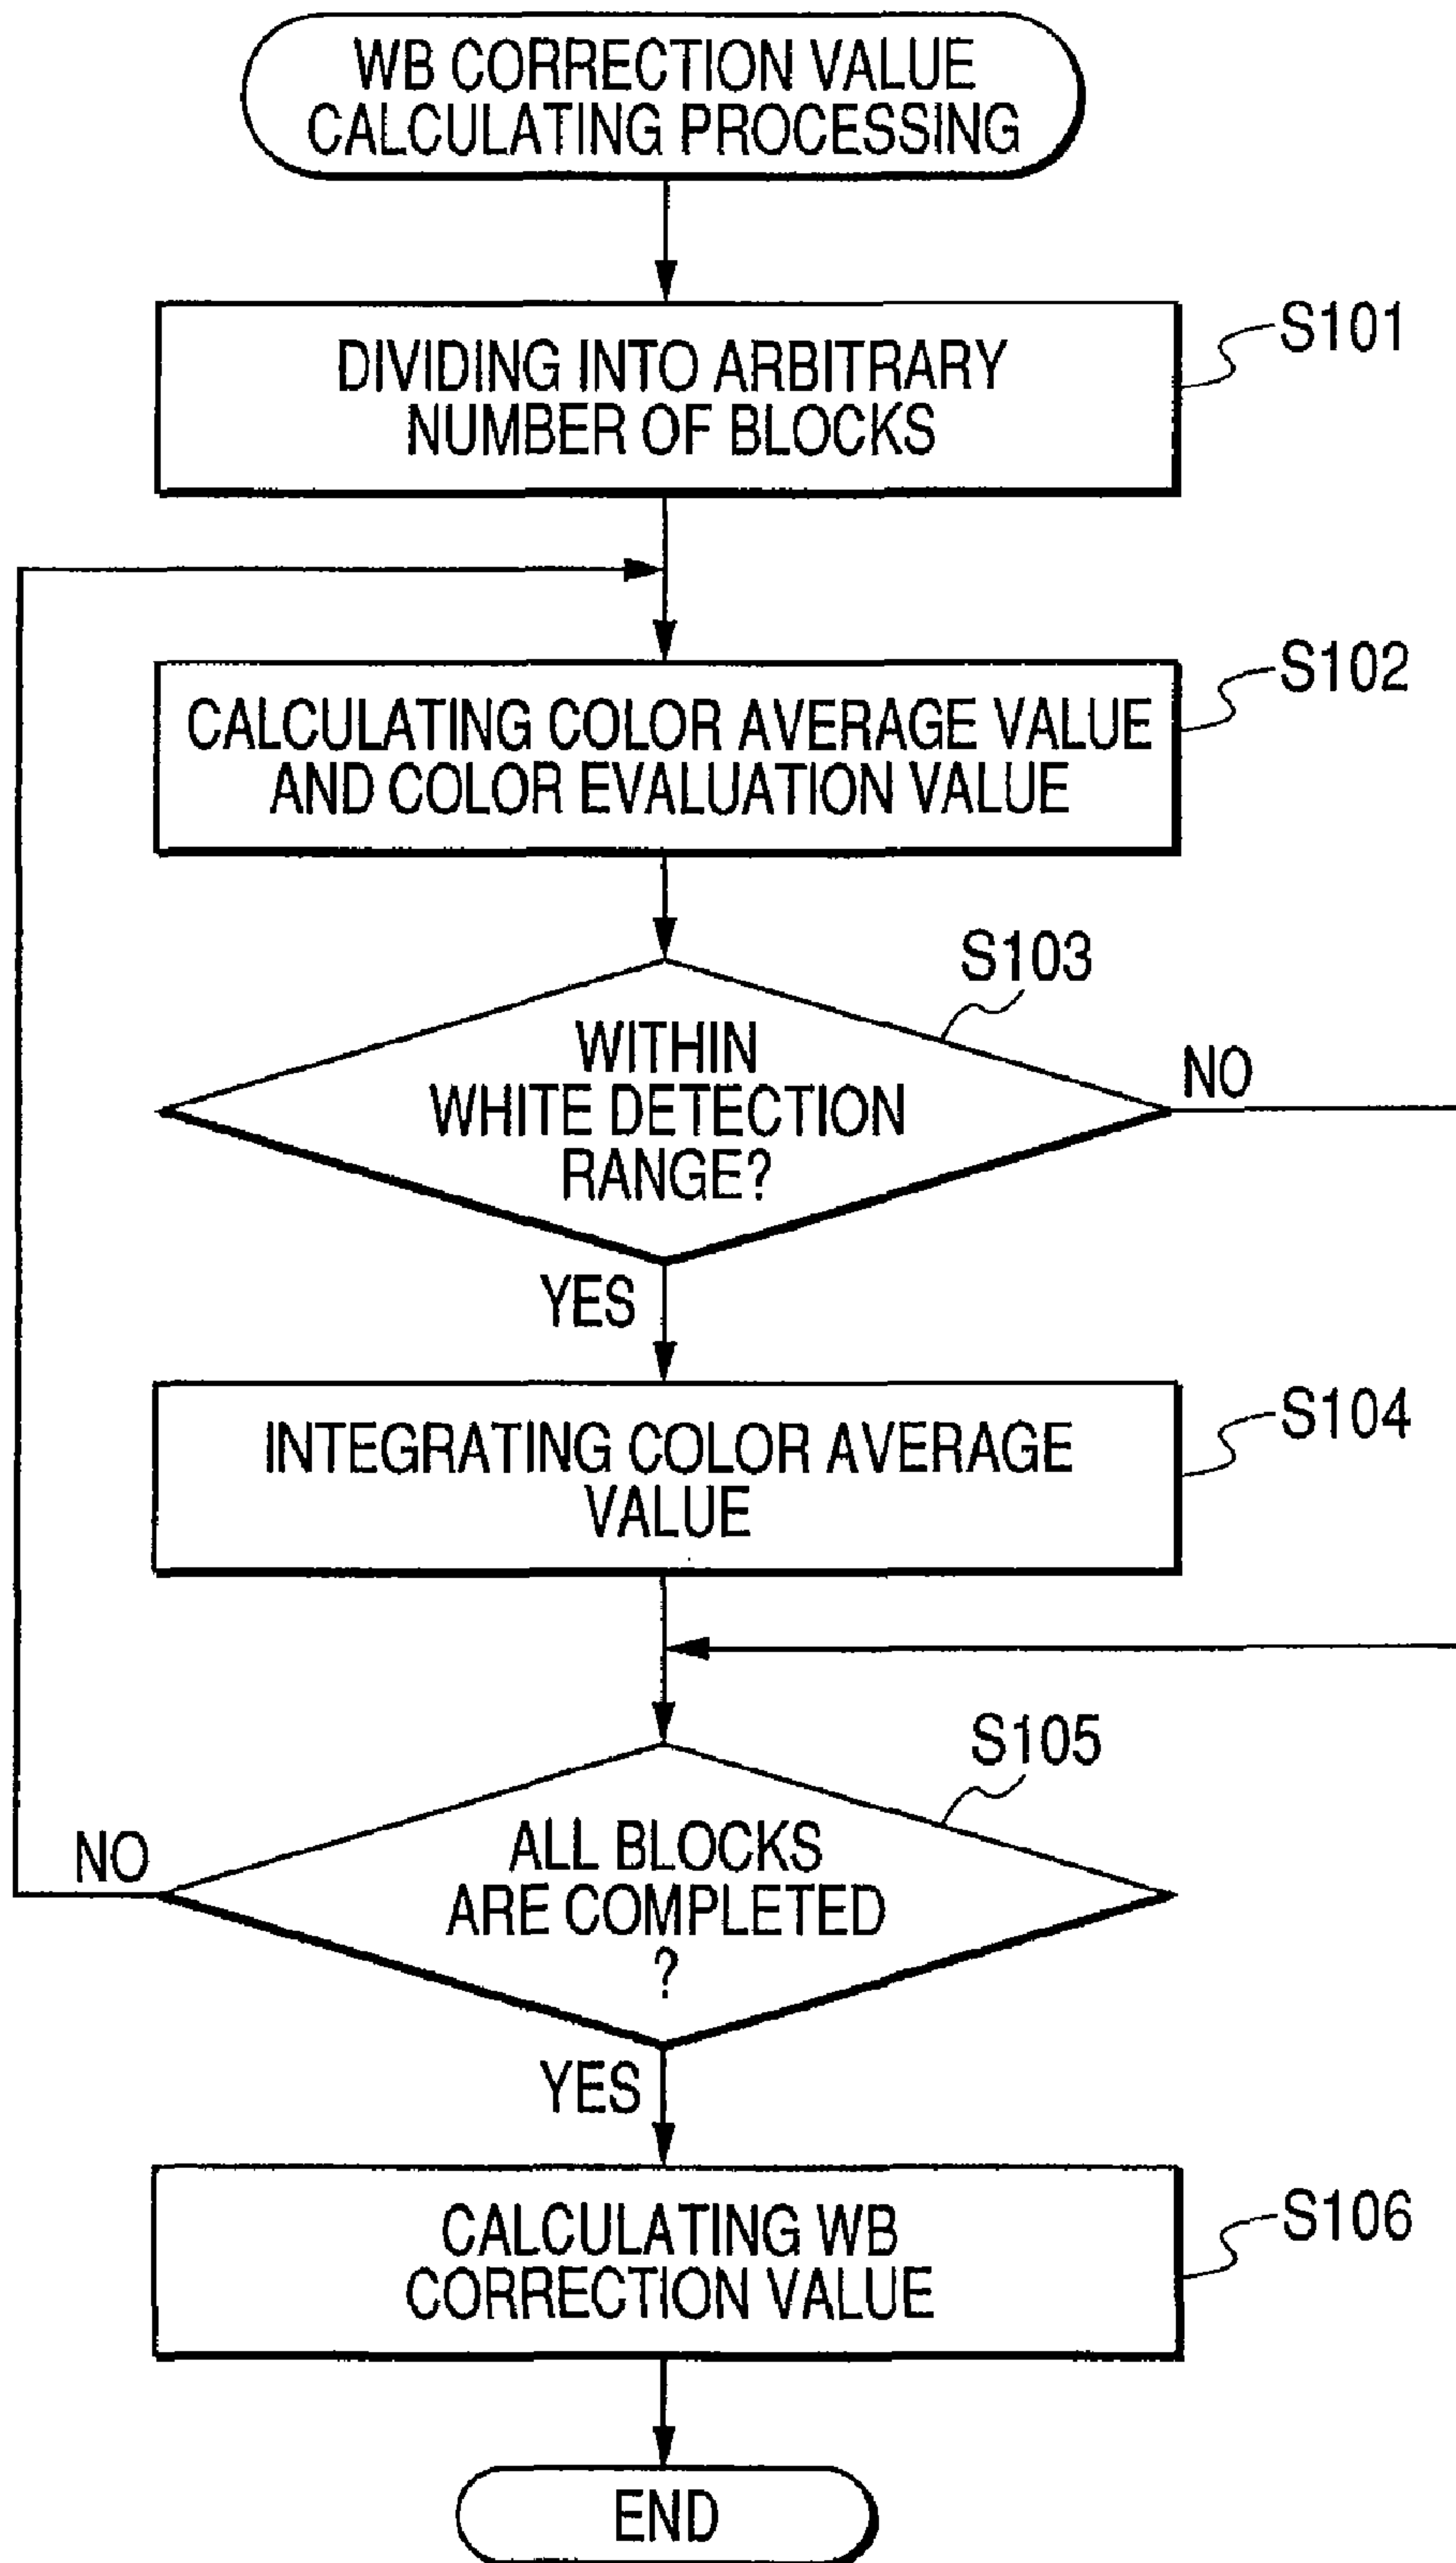 WB CORRECTION VALUE
CALCULATING PROCESSING
DIVIDING INTO ARBITRARY
NUMBER OF BLOCKS
S101
CALCULATING COLOR AVERAGE VALUE
AND COLOR EVALUATION VALUE
S102
S103
WITHIN
WHITE DETECTION
RANGE?
NO
YES
INTEGRATING COLOR AVERAGE
VALUE
S104
S105
ALL BLOCKS
ARE COMPLETED
?
NO
YES
CALCULATING WB
CORRECTION VALUE
S106
END